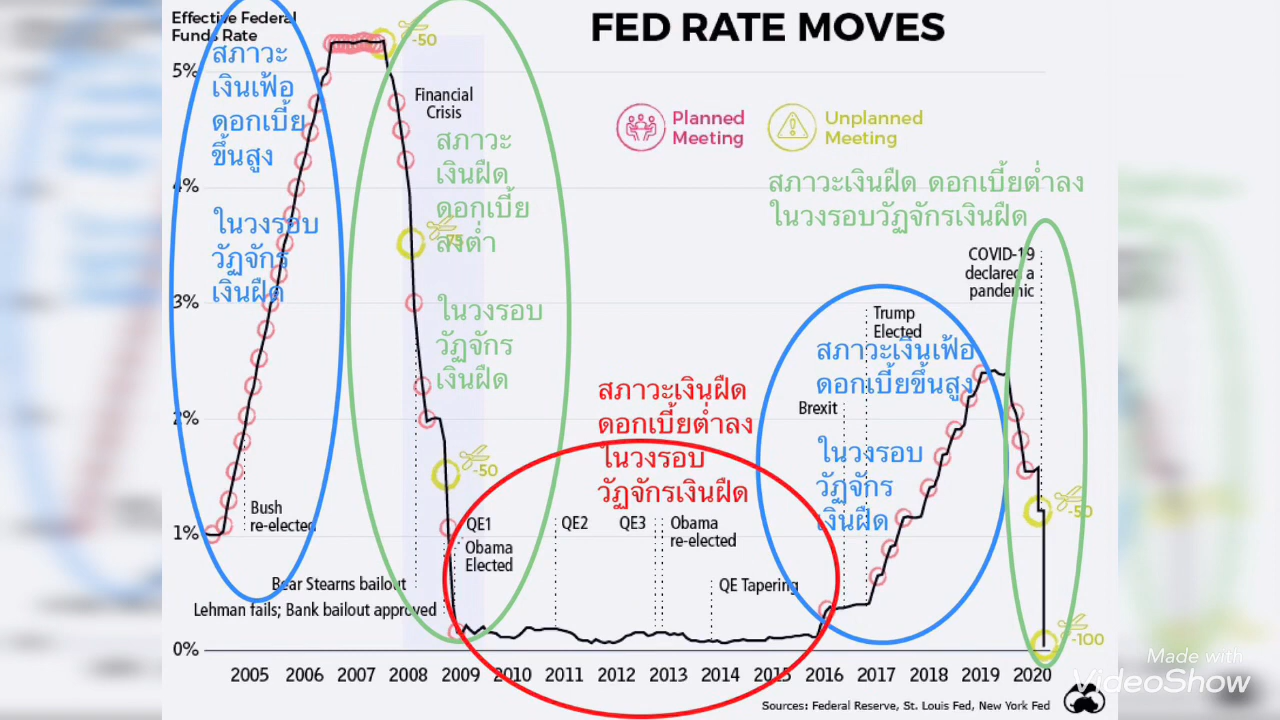 Effective Federal
Funds Rate
FED RATE MOVES
Planned
Meeting
Unplanned
Meeting
5%
4%
3%
2%
1%
0%
สภาวะ
เงินเฟ้อ
ดอกเบี้ย
ขึ้นสูง
ในวงรอบ
วัฏจักร
เงินฝืด
Bush
re-elected
-50
Financial
Crisis
สภาวะ
เงินฝืด
ดอกเบี้ย
ลงต่ำ
-75
ในวงรอบ
วัฏจักร
เงินฝืด
-50
Bear Stearns bailout
Lehman fails; Bank bailout approved
สภาวะเงินฝืด
ดอกเบี้ยต่ำลง
ในวงรอบ
วัฏจักรเงินฝืด
QE1
Obama
Elected
QE2
QE3
Obama
re-elected
QE Tapering
Trump
Elected
สภาวะเงินเฟ้อ
ดอกเบี้ยขึ้นสูง
Brexit
ในวงรอบ
วัฏจักร
เงินฝืด
สภาวะเงินฝืด ดอกเบี้ยต่ำลง
ในวงรอบวัฏจักรเงินฝืด
COVID-19
declared a
pandemic
-50
-100
2005 2006 2007 2008 2009 2010 2011 2012 2013 2014 2015 2016 2017 2018 2019 2020
Sources: Federal Reserve, St. Louis Fed, New York Fed
Made with
VideoShow